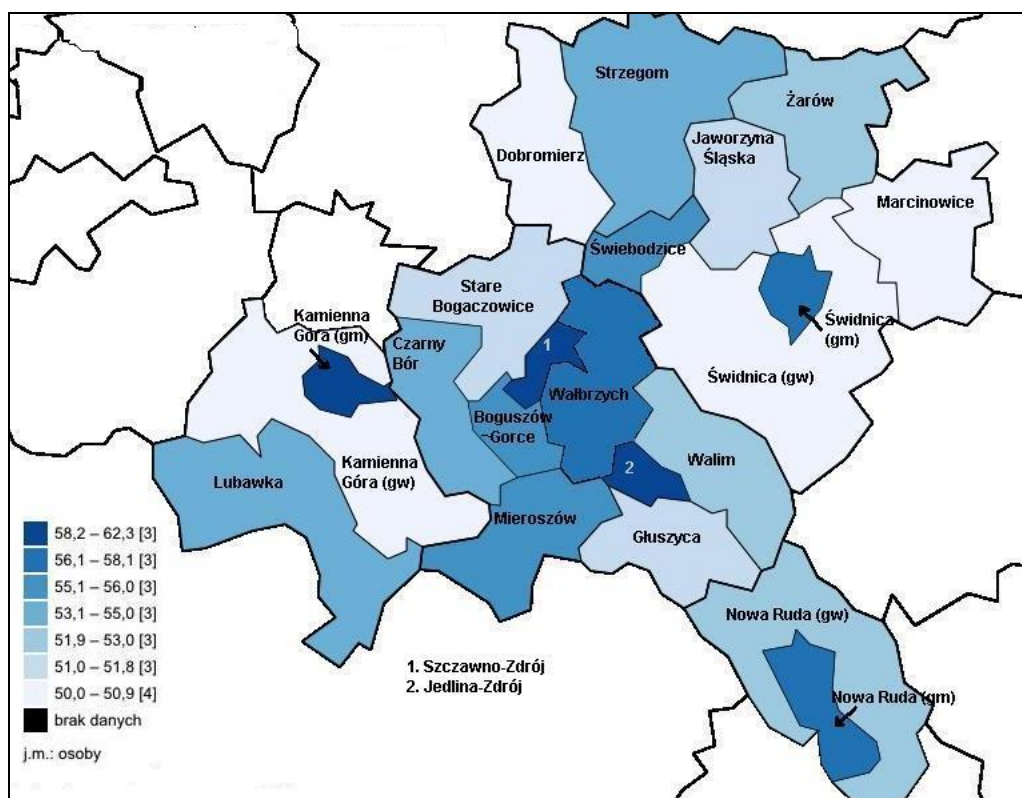 Strzegom
Żarów
Jaworzyna
Śląska
Dobromierz
Marcinowice
Świebodzice
Stare
Bogaczowice
Kamienna
Góra (gm)
Czarny
Bór
1
Świdnica
(gm)
Świdnica (gw)
Wałbrzych
Boguszów
-Gorce
Walim
2
Kamienna
Góra (gw)
Lubawka
Mieroszów
Głuszyca
58,2 – 62,3 [3]
56,1 – 58,1 [3]
55,1 – 56,0 [3]
53,1 – 55,0 [3]
51,9 – 53,0 [3]
51,0 – 51,8 [3]
50,0 – 50,9 [4]
brak danych
j.m.: osoby
Nowa Ruda (gw)
1. Szczawno-Zdrój
2. Jedlina-Zdrój
Nowa Ruda (gm)